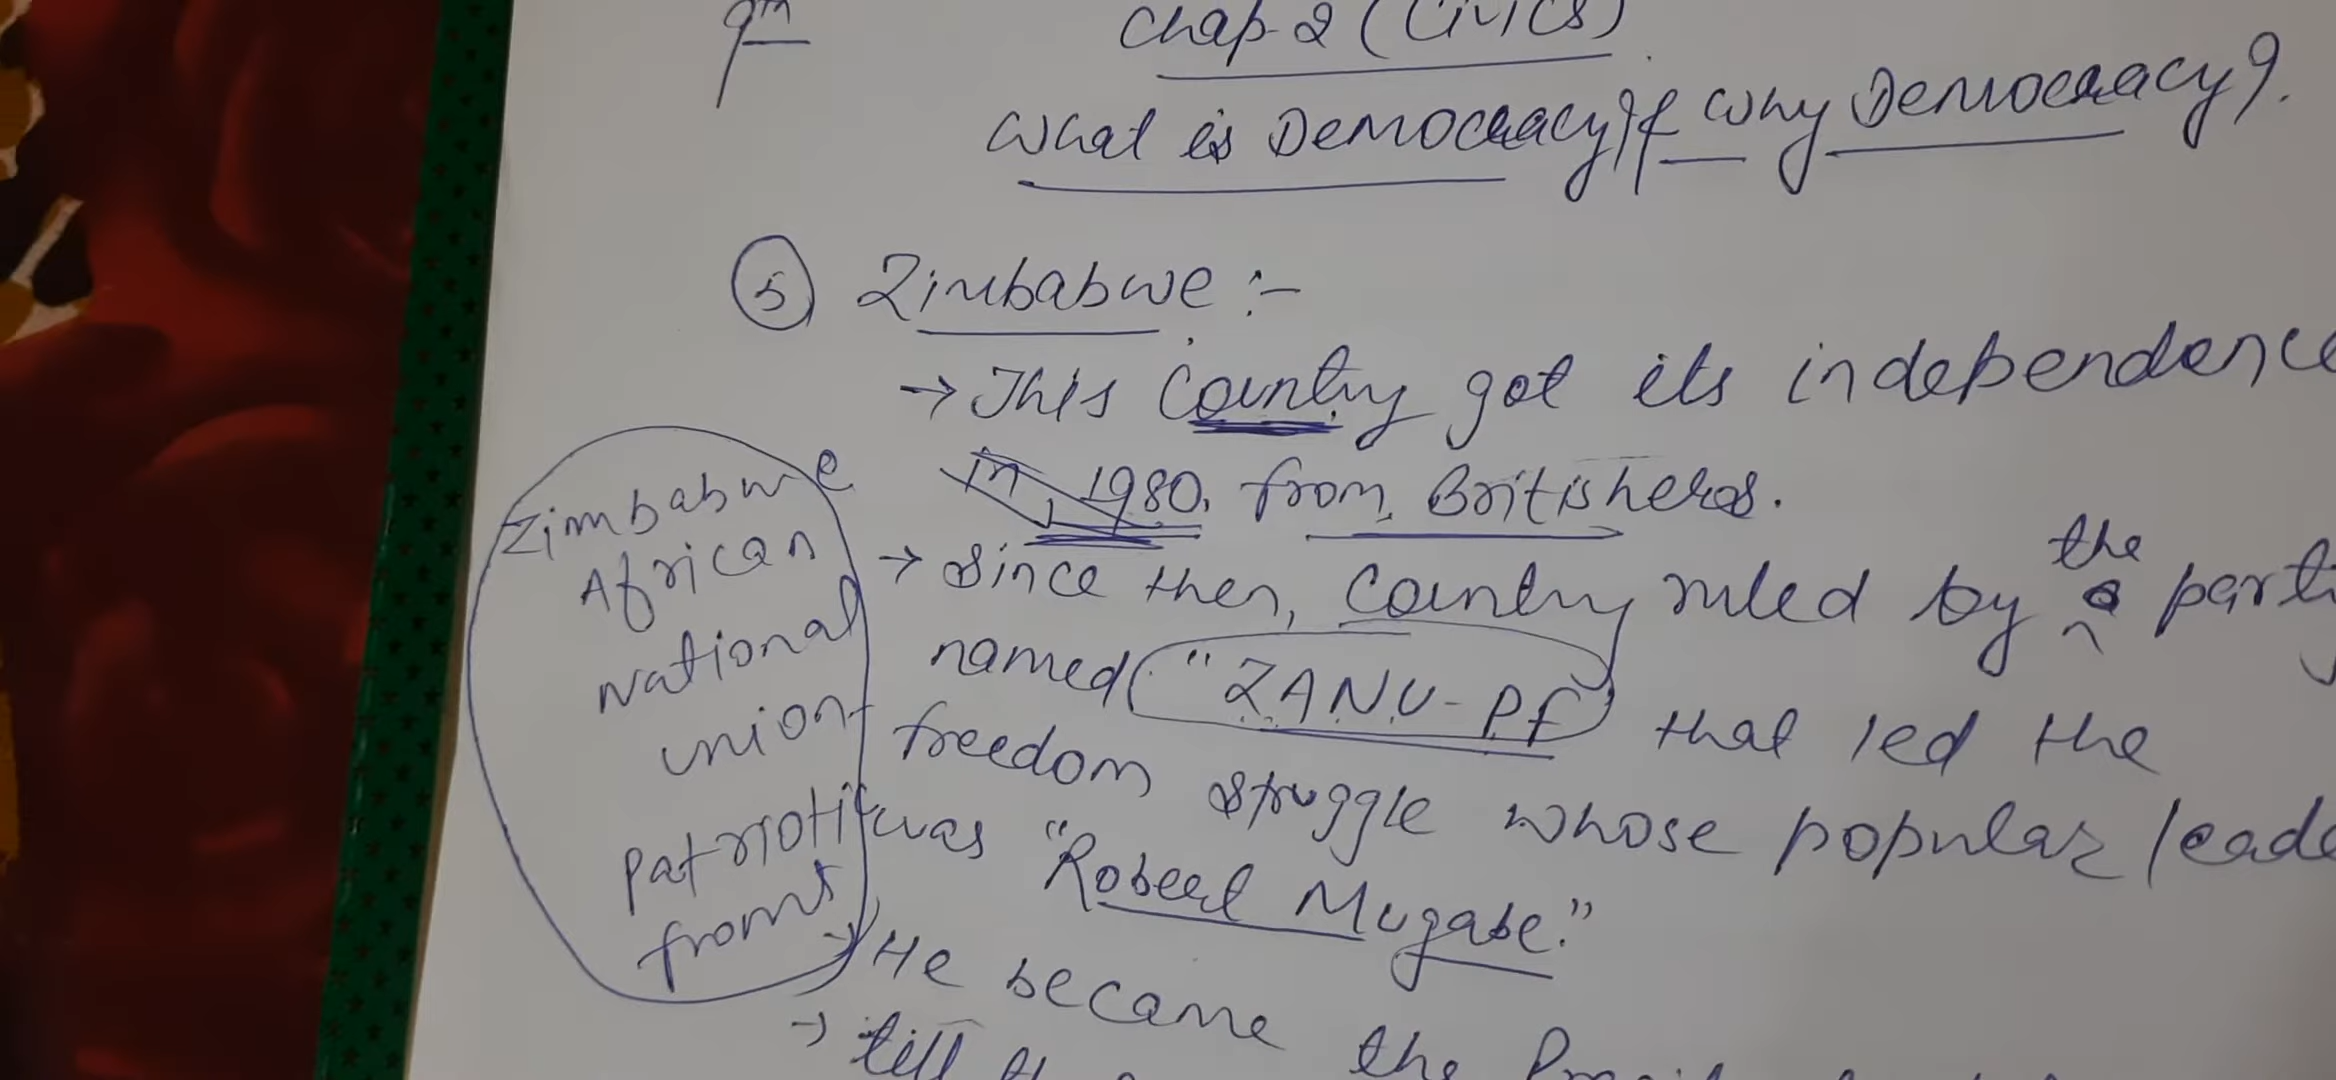 9th
Chap-2 (Civics)
What is Democracy? & Why Democracy?
5 Zimbabwe :-
→ This Country got its independence
in 1980, from Britishers.
→ Since then, Country ruled by the party
named "ZANU-PF" that led the
freedom struggle whose popular leade
was "Robert Mugabe."
→ He became the
→ till
Zimbabwe
African
National
union
Patriotic
front